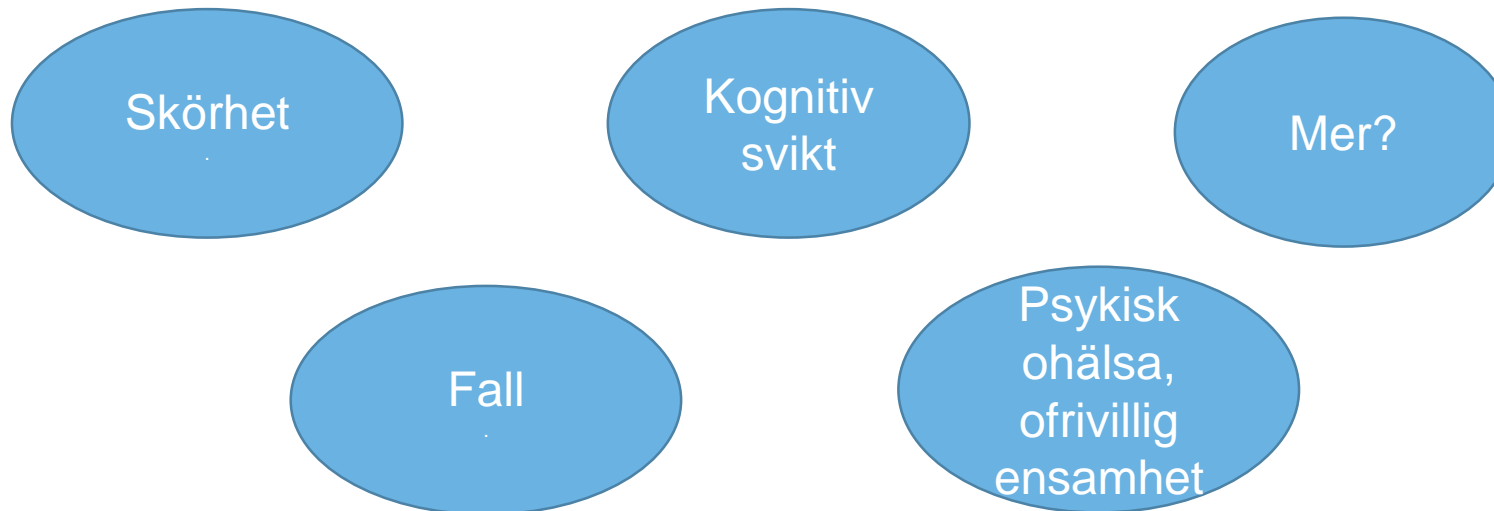 Skörhet
.
Kognitiv
svikt
Mer?
Fall
.
Psykisk
ohälsa,
ofrivillig
ensamhet